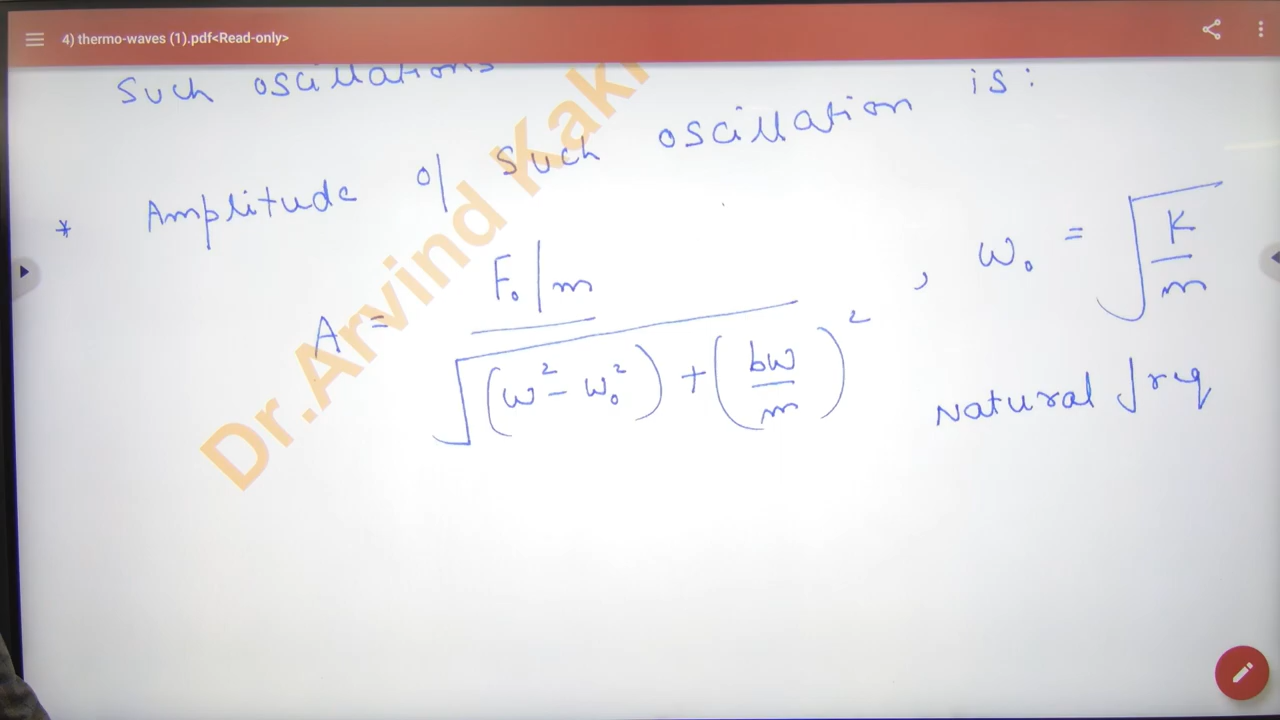 4) thermo-waves (1).pdf<Read-only>
Such oscillations
* Amplitude of such oscillation is:
A = F₀/m / √((ω² - ω₀²) + (bω/m)²) , ω₀ = √(K/m)
Natural freq
Dr.Arvind Kaki